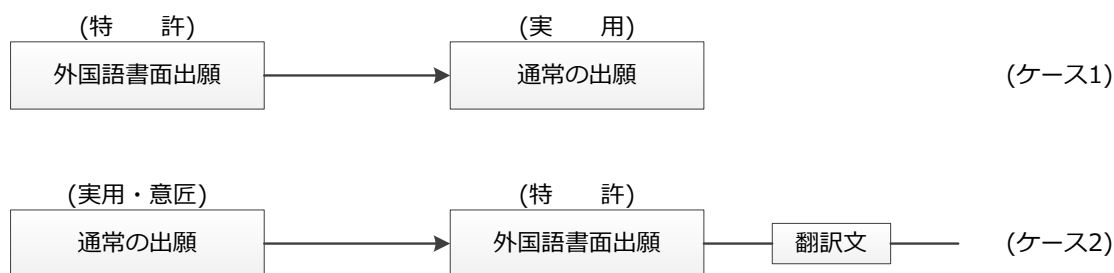 (特　許)　(実　用)
外国語書面出願　通常の出願　(ケース1)
(実用・意匠)　(特　許)
通常の出願　外国語書面出願　翻訳文　(ケース2)